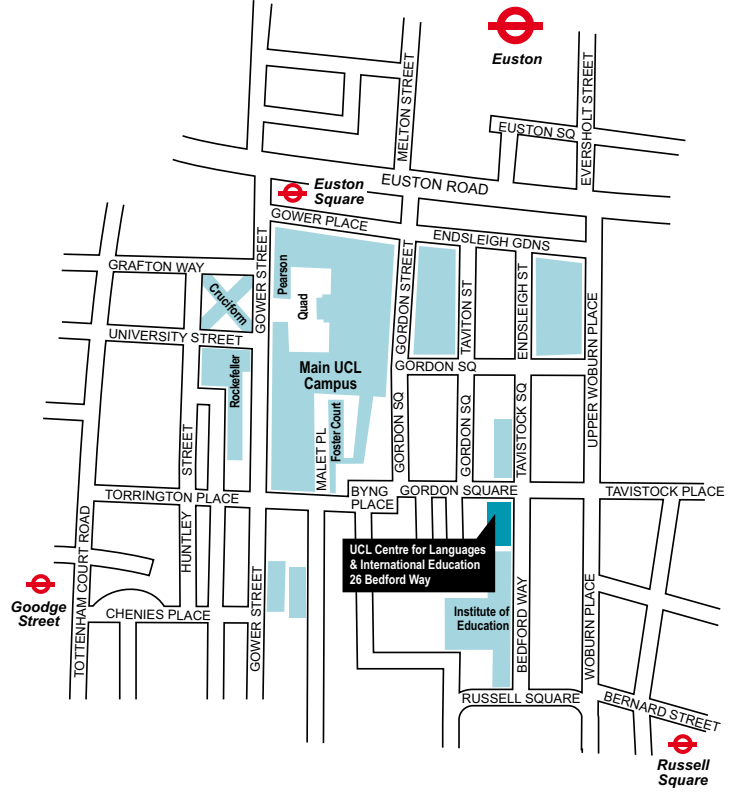 Euston
MELTON STREET
EVERSHOLT STREET
EUSTON SQ
EUSTON ROAD
Euston
Square
GOWER PLACE
ENDSLEIGH GDNS
GRAFTON WAY
GOWER STREET
Pearson
Quad
Cruciform
GORDON STREET
TAVITON ST
ENDSLEIGH ST
UPPER WOBURN PLACE
UNIVERSITY STREET
Rockefeller
Main UCL
Campus
GORDON SQ
MALET PL
Foster Court
GORDON SQ
GORDON SQ
TAVISTOCK SQ
HUNTLEY STREET
TORRINGTON PLACE
BYNG
PLACE
GORDON SQUARE
TAVISTOCK PLACE
UCL Centre for Languages
& International Education
26 Bedford Way
TOTTENHAM COURT ROAD
Goodge
Street
CHENIES PLACE
GOWER STREET
Institute of
Education
BEDFORD WAY
WOBURN PLACE
RUSSELL SQUARE
BERNARD STREET
Russell
Square